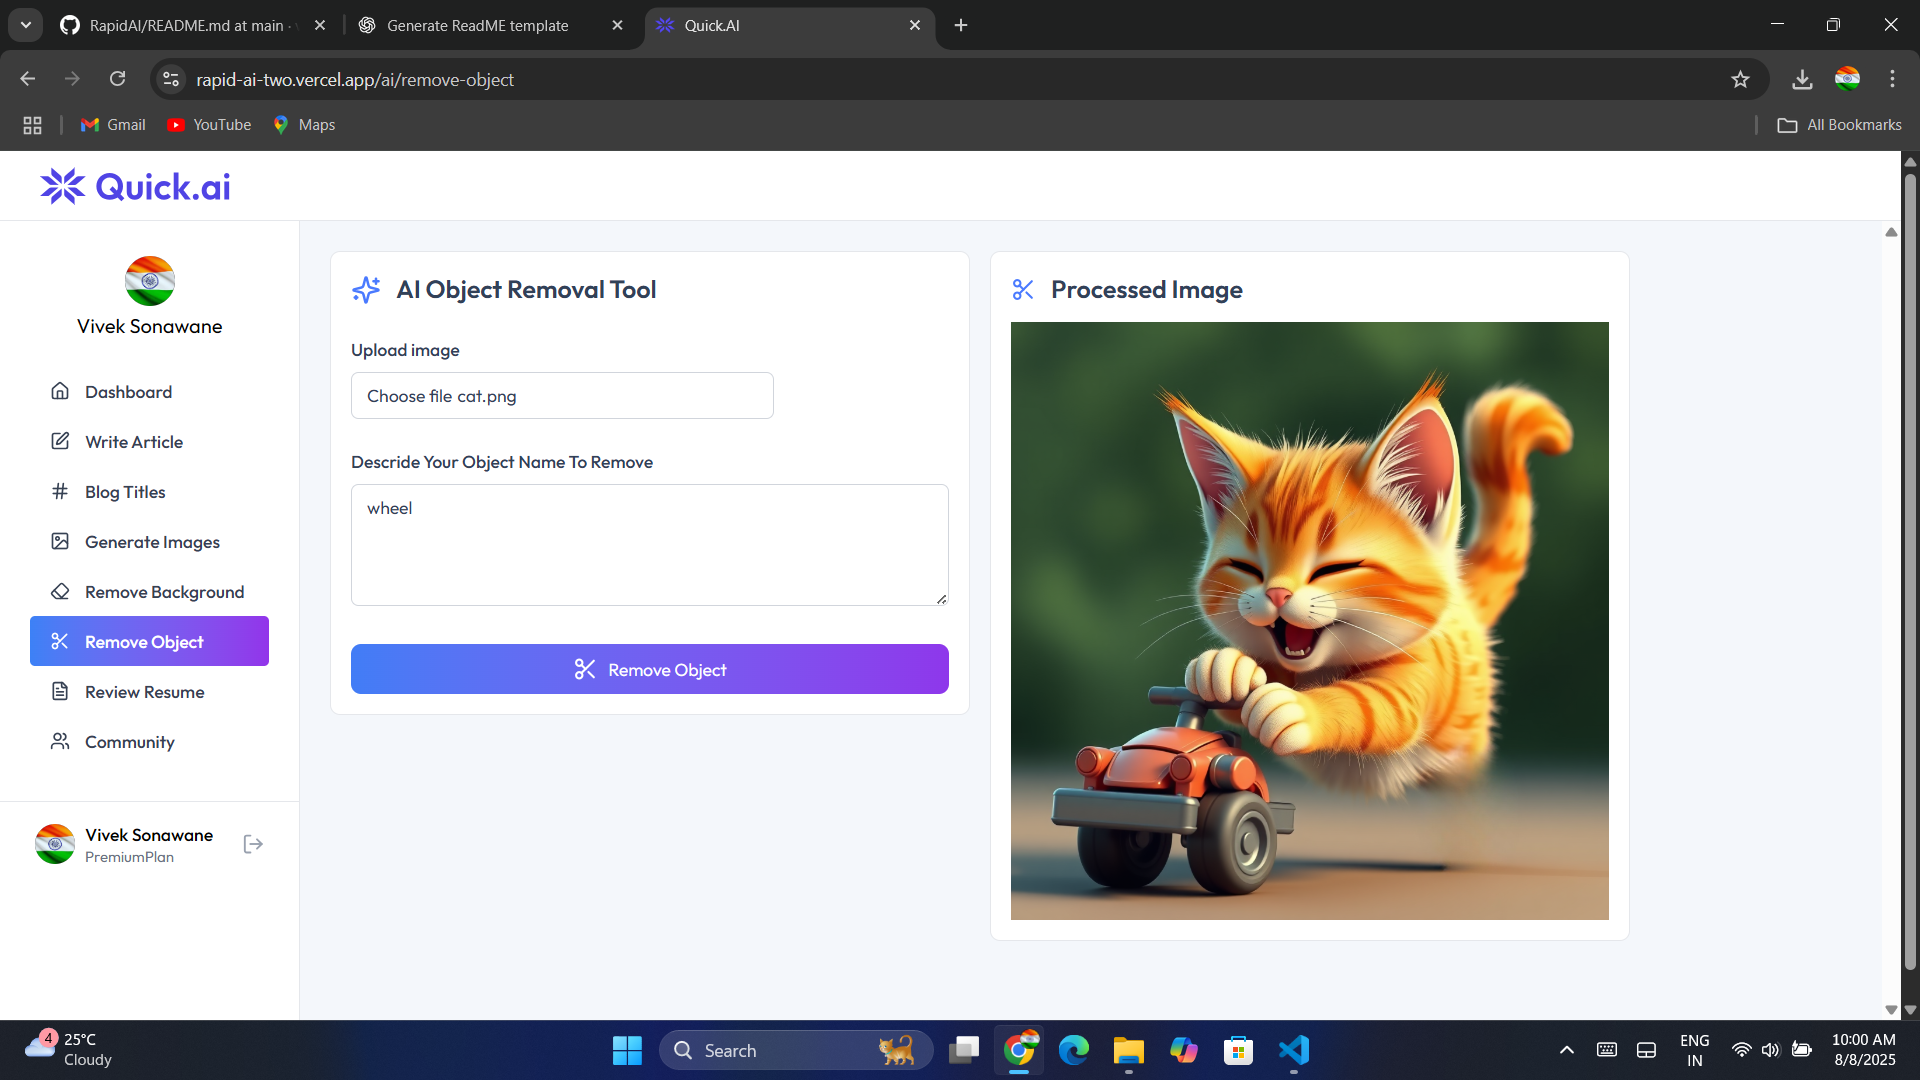 RapidAI/README.md at main ·
Generate ReadME template
Quick.AI
rapid-ai-two.vercel.app/ai/remove-object
Gmail
YouTube
Maps
All Bookmarks
Quick.ai
Vivek Sonawane
Dashboard
Write Article
Blog Titles
Generate Images
Remove Background
Remove Object
Review Resume
Community
Vivek Sonawane
PremiumPlan
AI Object Removal Tool
Upload image
Choose file cat.png
Descride Your Object Name To Remove
wheel
Remove Object
Processed Image
4
25°C
Cloudy
Search
ENG
IN
10:00 AM
8/8/2025